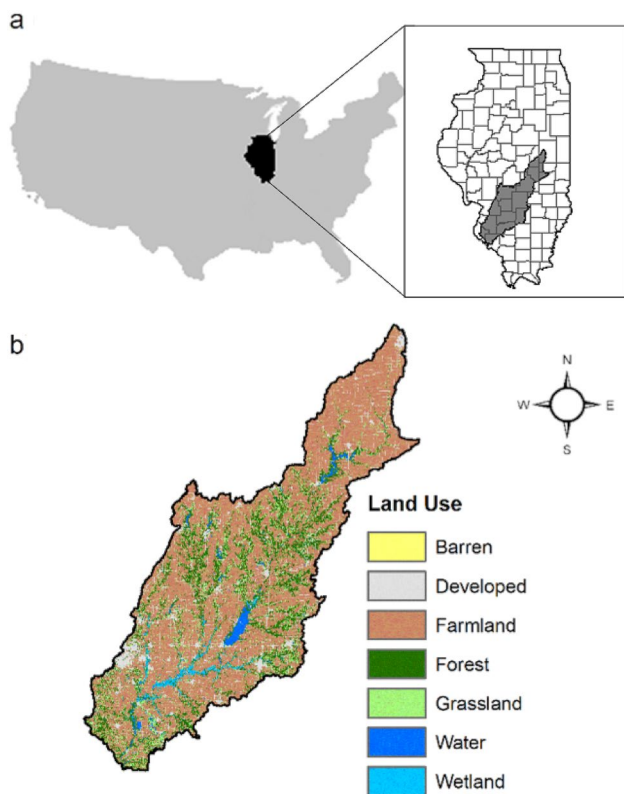 a
b
N
W E
S
Land Use
Barren
Developed
Farmland
Forest
Grassland
Water
Wetland